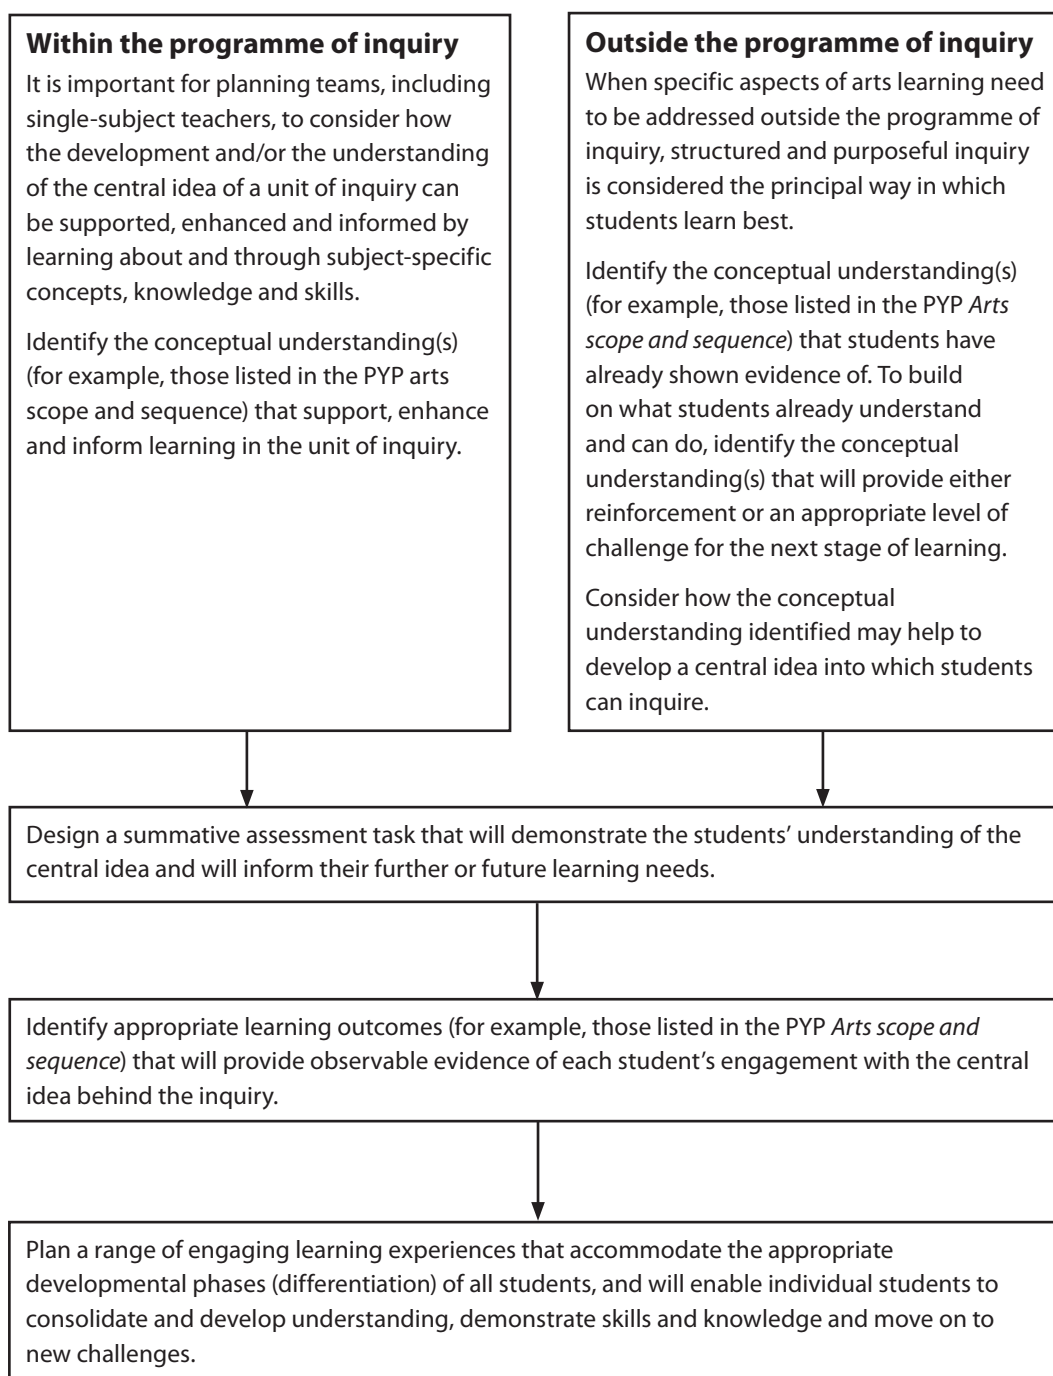 Within the programme of inquiry
It is important for planning teams, including
single-subject teachers, to consider how
the development and/or the understanding
of the central idea of a unit of inquiry can
be supported, enhanced and informed by
learning about and through subject-specific
concepts, knowledge and skills.
Identify the conceptual understanding(s)
(for example, those listed in the PYP arts
scope and sequence) that support, enhance
and inform learning in the unit of inquiry.
Outside the programme of inquiry
When specific aspects of arts learning need
to be addressed outside the programme of
inquiry, structured and purposeful inquiry
is considered the principal way in which
students learn best.
Identify the conceptual understanding(s)
(for example, those listed in the PYP Arts
scope and sequence) that students have
already shown evidence of. To build
on what students already understand
and can do, identify the conceptual
understanding(s) that will provide either
reinforcement or an appropriate level of
challenge for the next stage of learning.
Consider how the conceptual
understanding identified may help to
develop a central idea into which students
can inquire.
Design a summative assessment task that will demonstrate the students’ understanding of the
central idea and will inform their further or future learning needs.
Identify appropriate learning outcomes (for example, those listed in the PYP Arts scope and
sequence) that will provide observable evidence of each student’s engagement with the central
idea behind the inquiry.
Plan a range of engaging learning experiences that accommodate the appropriate
developmental phases (differentiation) of all students, and will enable individual students to
consolidate and develop understanding, demonstrate skills and knowledge and move on to
new challenges.